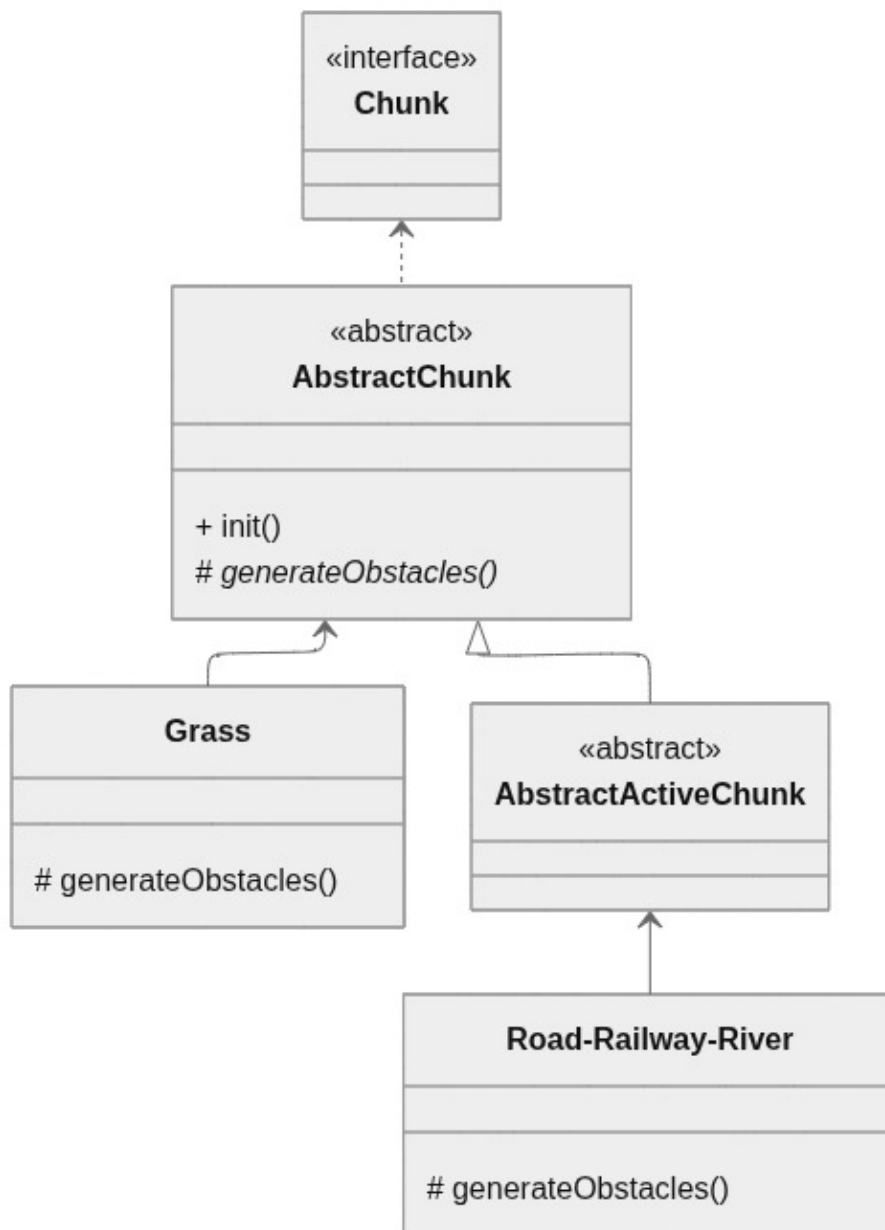 «interface»
Chunk
«abstract»
AbstractChunk
+ init()
# generateObstacles()
Grass
# generateObstacles()
«abstract»
AbstractActiveChunk
Road-Railway-River
# generateObstacles()